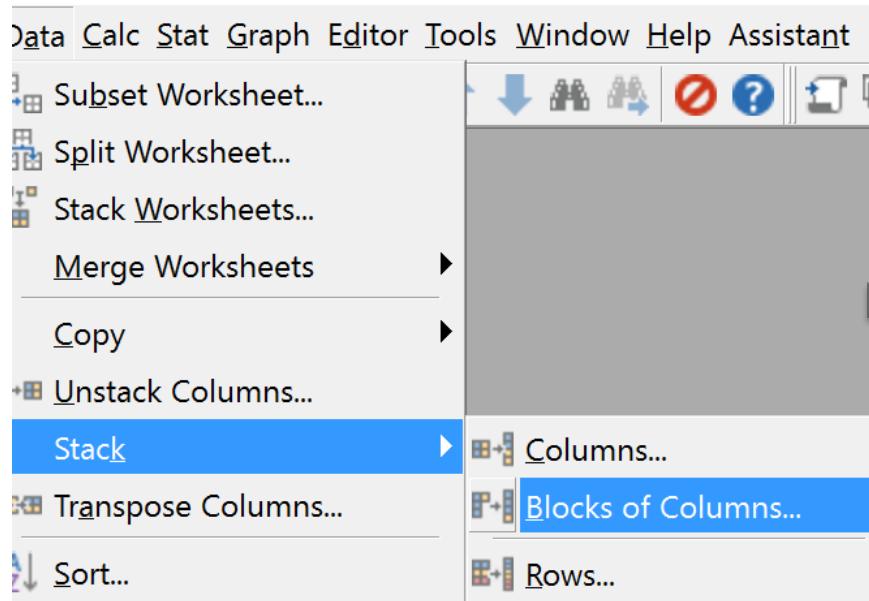 Data Calc Stat Graph Editor Tools Window Help Assistant
Subset Worksheet...
Split Worksheet...
Stack Worksheets...
Merge Worksheets
Copy
Unstack Columns...
Stack
Columns...
Transpose Columns...
Blocks of Columns...
Sort...
Rows...